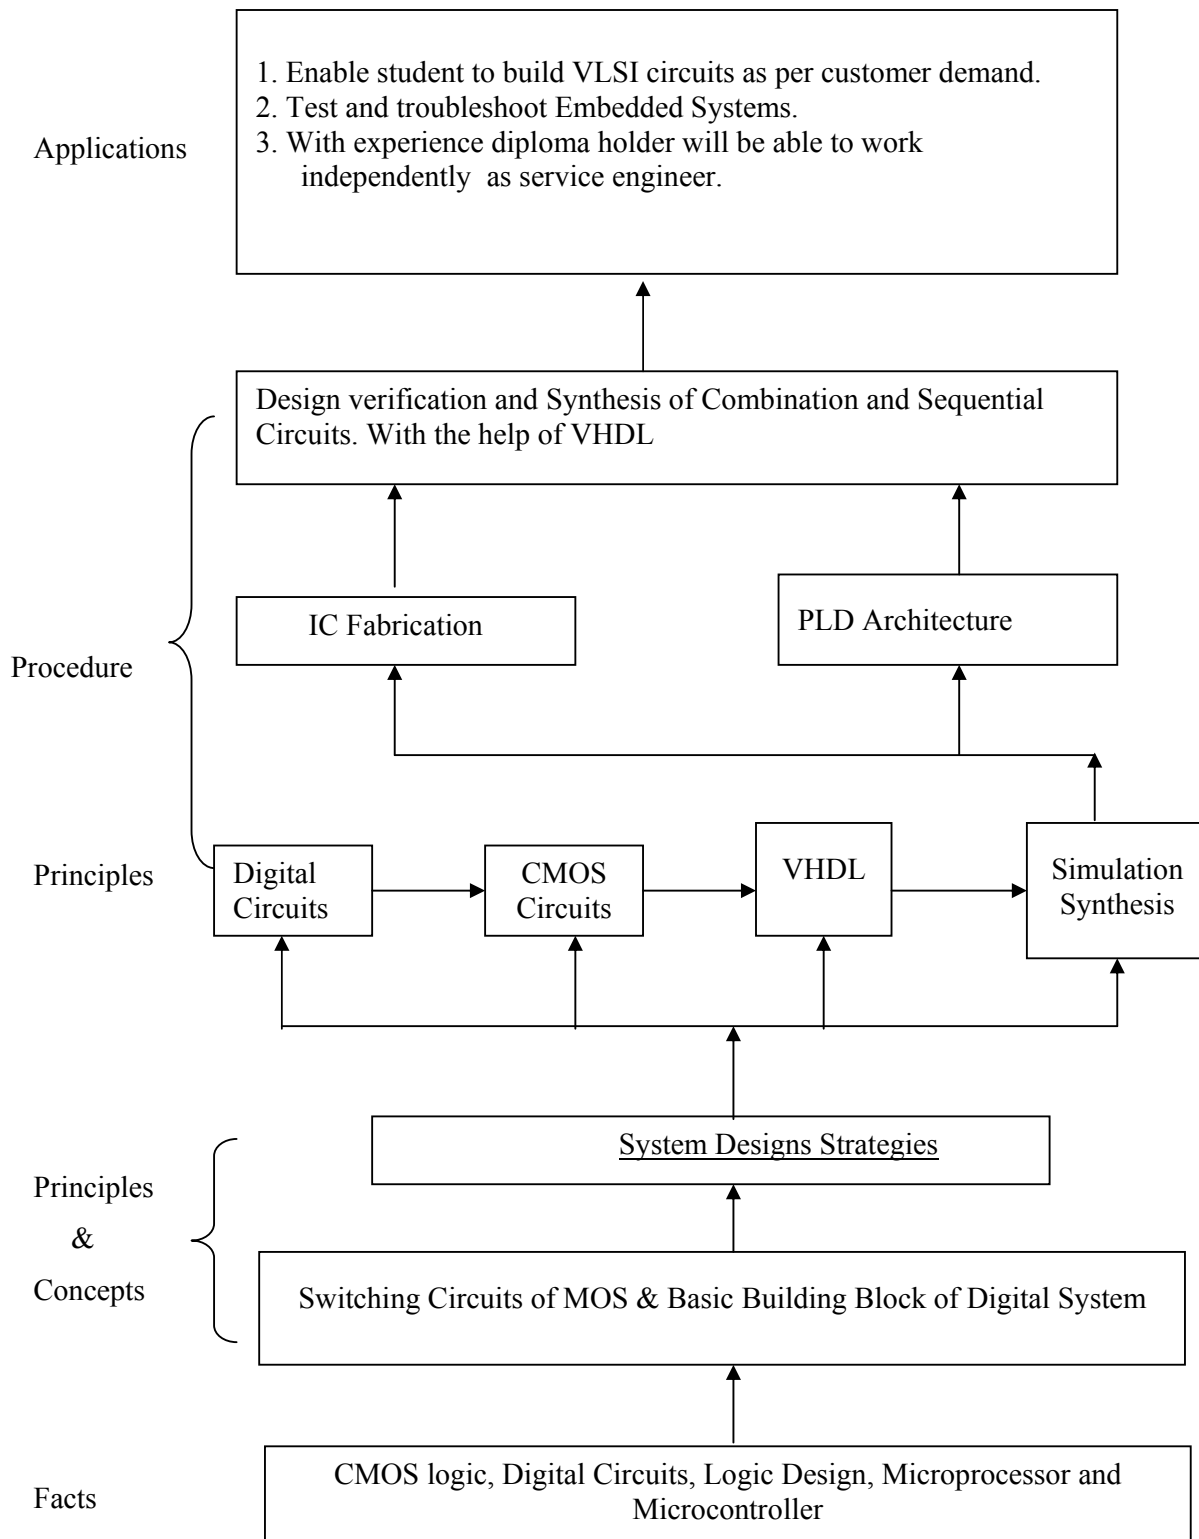 Applications
1. Enable student to build VLSI circuits as per customer demand.
2. Test and troubleshoot Embedded Systems.
3. With experience diploma holder will be able to work
independently as service engineer.
Design verification and Synthesis of Combination and Sequential
Circuits. With the help of VHDL
Procedure
IC Fabrication
PLD Architecture
Principles
Digital
Circuits
CMOS
Circuits
VHDL
Simulation
Synthesis
Principles
&
Concepts
System Designs Strategies
Switching Circuits of MOS & Basic Building Block of Digital System
Facts
CMOS logic, Digital Circuits, Logic Design, Microprocessor and
Microcontroller